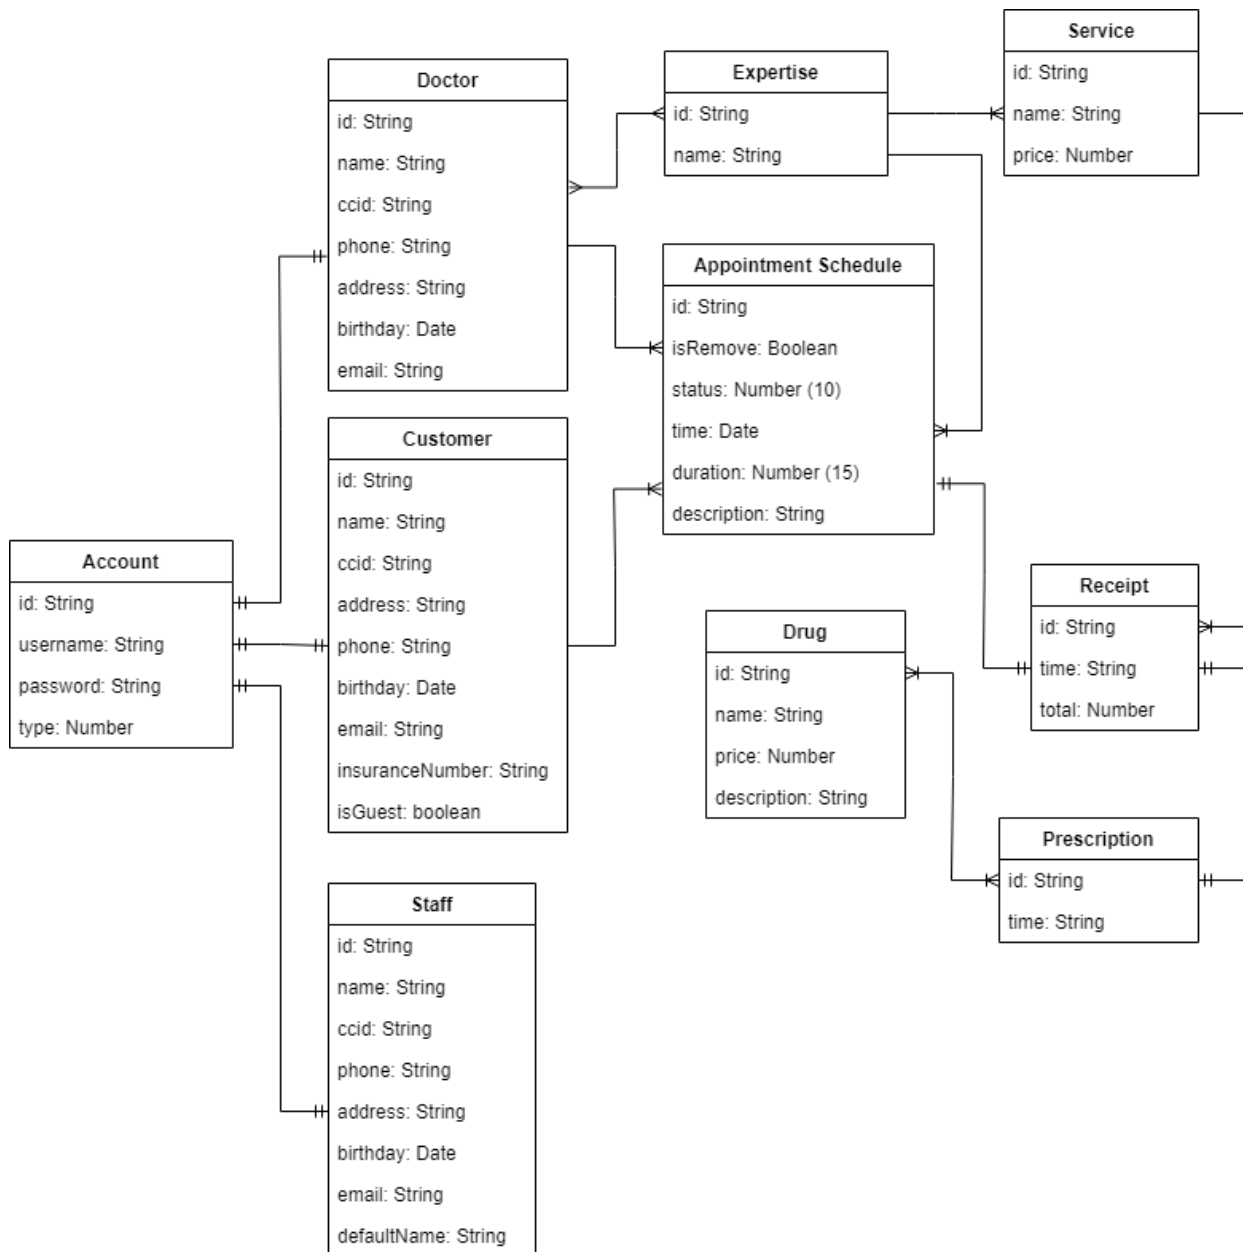 Service
id: String
name: String
price: Number
Expertise
id: String
name: String
Doctor
id: String
name: String
ccid: String
phone: String
address: String
birthday: Date
email: String
Appointment Schedule
id: String
isRemove: Boolean
status: Number (10)
time: Date
duration: Number (15)
description: String
Customer
id: String
name: String
ccid: String
address: String
phone: String
birthday: Date
email: String
insuranceNumber: String
isGuest: boolean
Account
id: String
username: String
password: String
type: Number
Receipt
id: String
time: String
total: Number
Drug
id: String
name: String
price: Number
description: String
Prescription
id: String
time: String
Staff
id: String
name: String
ccid: String
phone: String
address: String
birthday: Date
email: String
defaultName: String